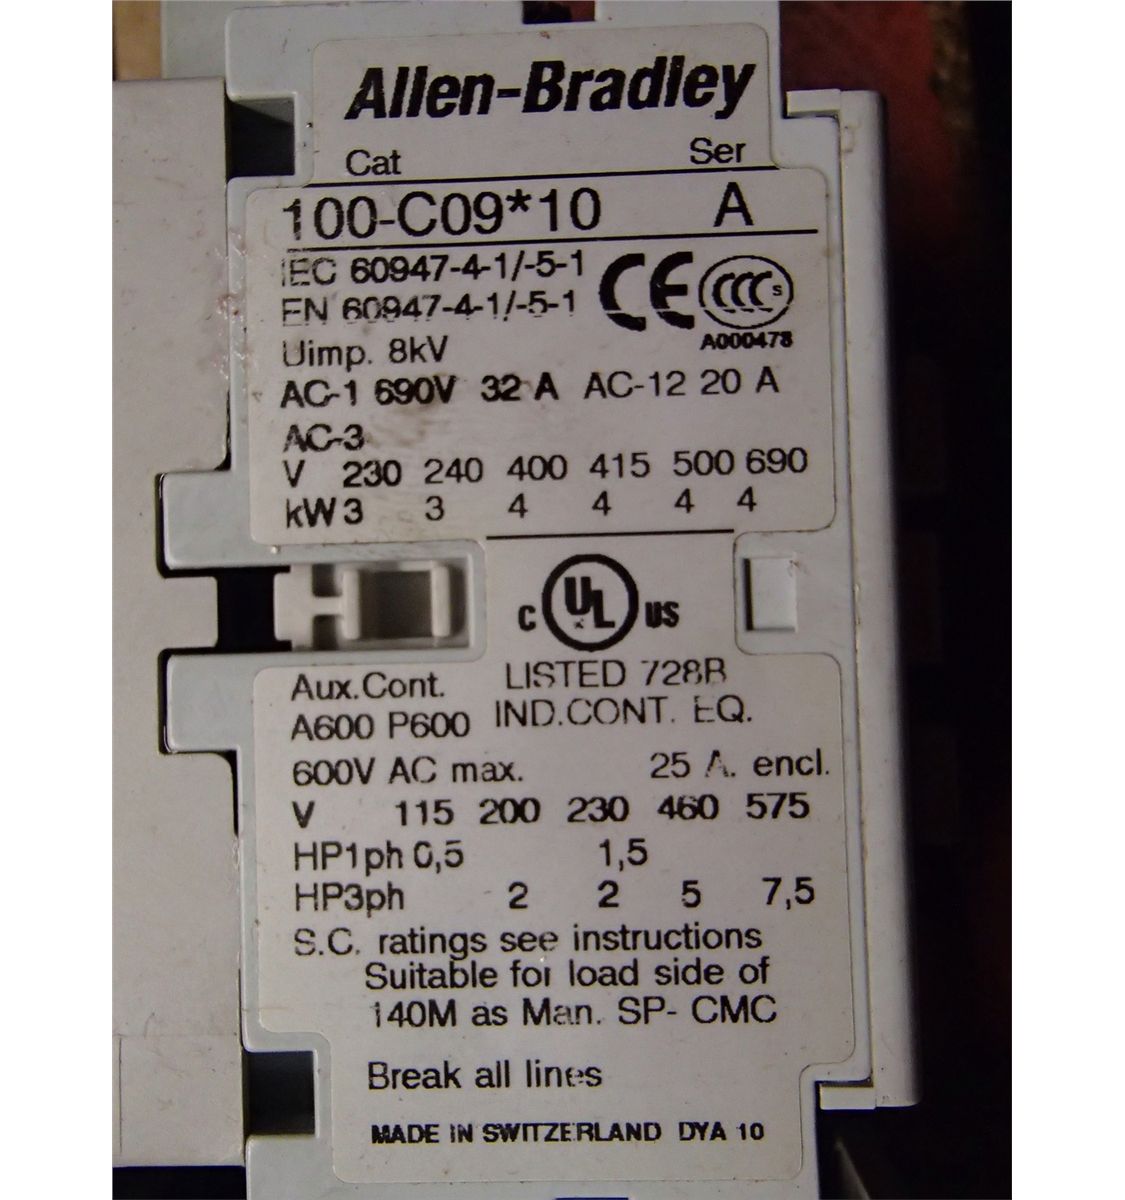 Allen-Bradley
Cat Ser
100-C09*10 A
IEC 60947-4-1/-5-1
EN 60947-4-1/-5-1
CE CCC S
A000478
Uimp. 8kV
AC-1 690V 32 A AC-12 20 A
AC-3
V 230 240 400 415 500 690
kW 3 3 4 4 4 4
C UL US
LISTED 728B
IND.CONT. EQ.
Aux.Cont.
A600 P600
600V AC max. 25 A. encl.
V 115 200 230 460 575
HP1ph 0,5 1,5
HP3ph 2 2 5 7,5
S.C. ratings see instructions
Suitable for load side of
140M as Man. SP- CMC
Break all lines
MADE IN SWITZERLAND DYA 10